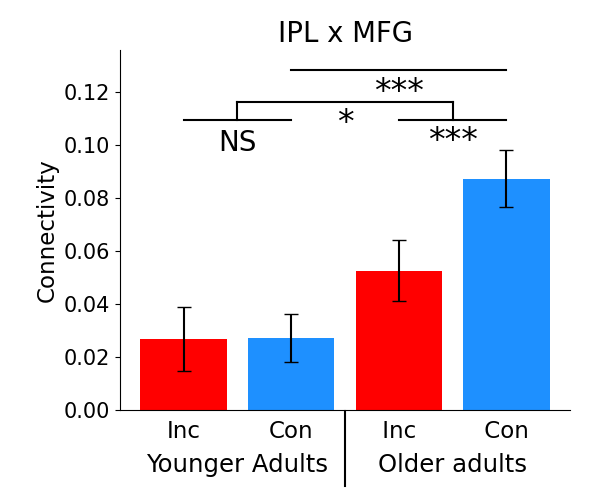 IPL x MFG
***
*
NS
***
Connectivity
0.12
0.10
0.08
0.06
0.04
0.02
0.00
Inc Con Inc Con
Younger Adults Older adults